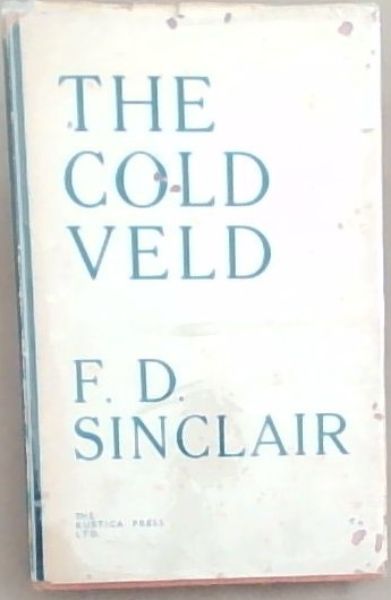 THE
COLD
VELD
F. D.
SINCLAIR
THE
RUSTICA PRESS
LTD.